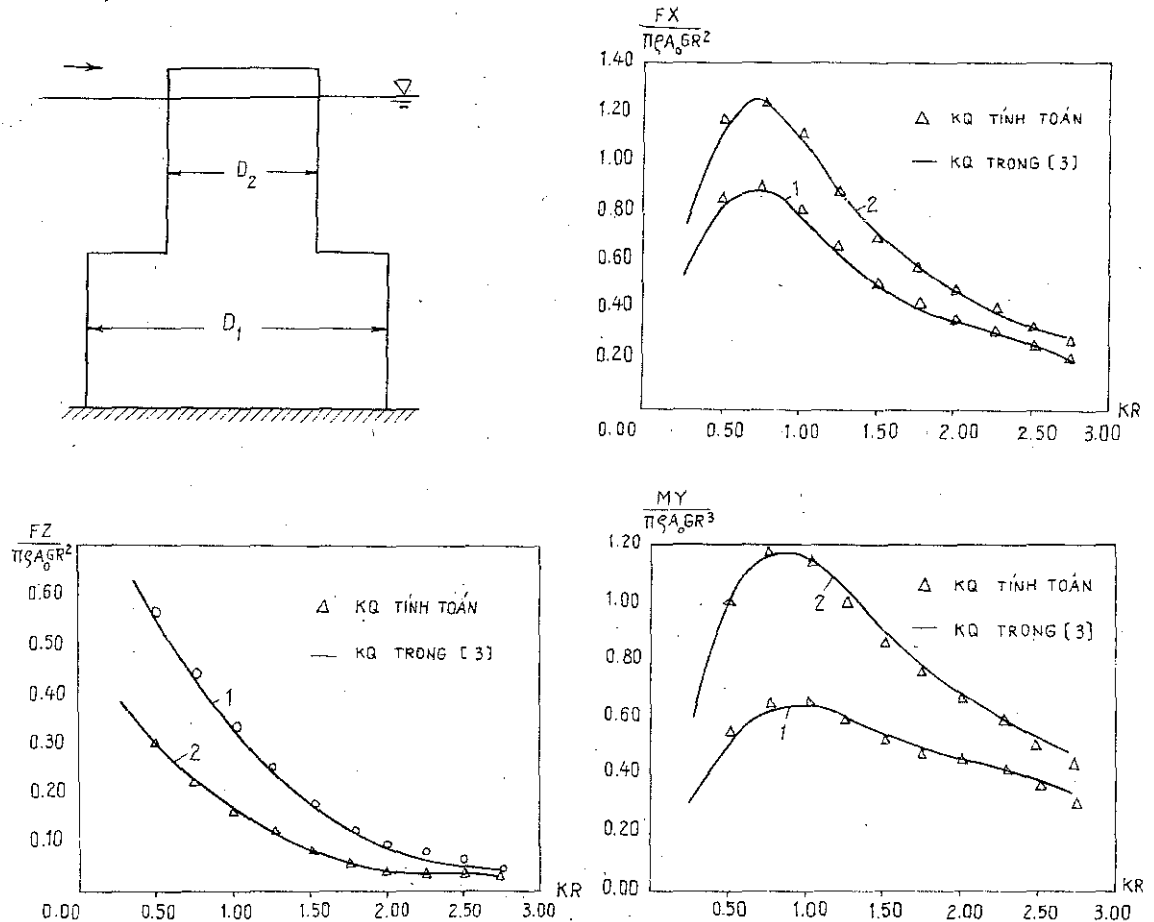 D₂
D₁
FX
ΠρA₀GR²
1.40
1.20
1.00
0.80
0.60
0.40
0.20
0.00
0.50
1.00
1.50
2.00
2.50
3.00
KR
△ KQ TÍNH TOÁN
— KQ TRONG [3]
1
2
FZ
ΠρA₀GR²
0.60
0.50
0.40
0.30
0.20
0.10
0.00
0.50
1.00
1.50
2.00
2.50
3.00
KR
△ KQ TÍNH TOÁN
— KQ TRONG [3]
1
2
MY
ΠρA₀GR³
1.20
1.00
0.80
0.60
0.40
0.20
0.00
0.50
1.00
1.50
2.00
2.50
3.00
KR
△ KQ TÍNH TOÁN
— KQ TRONG [3]
2
1